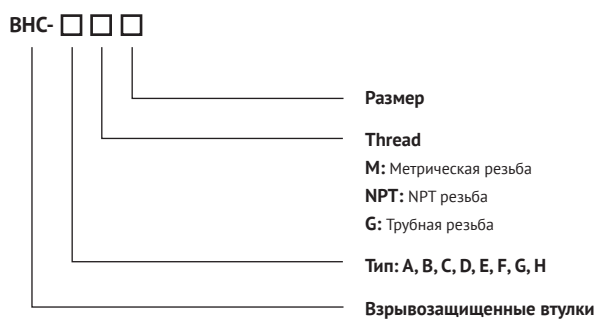 BHC- □ □ □
Размер
Thread
M: Метрическая резьба
NPT: NPT резьба
G: Трубная резьба
Тип: A, B, C, D, E, F, G, H
Взрывозащищенные втулки